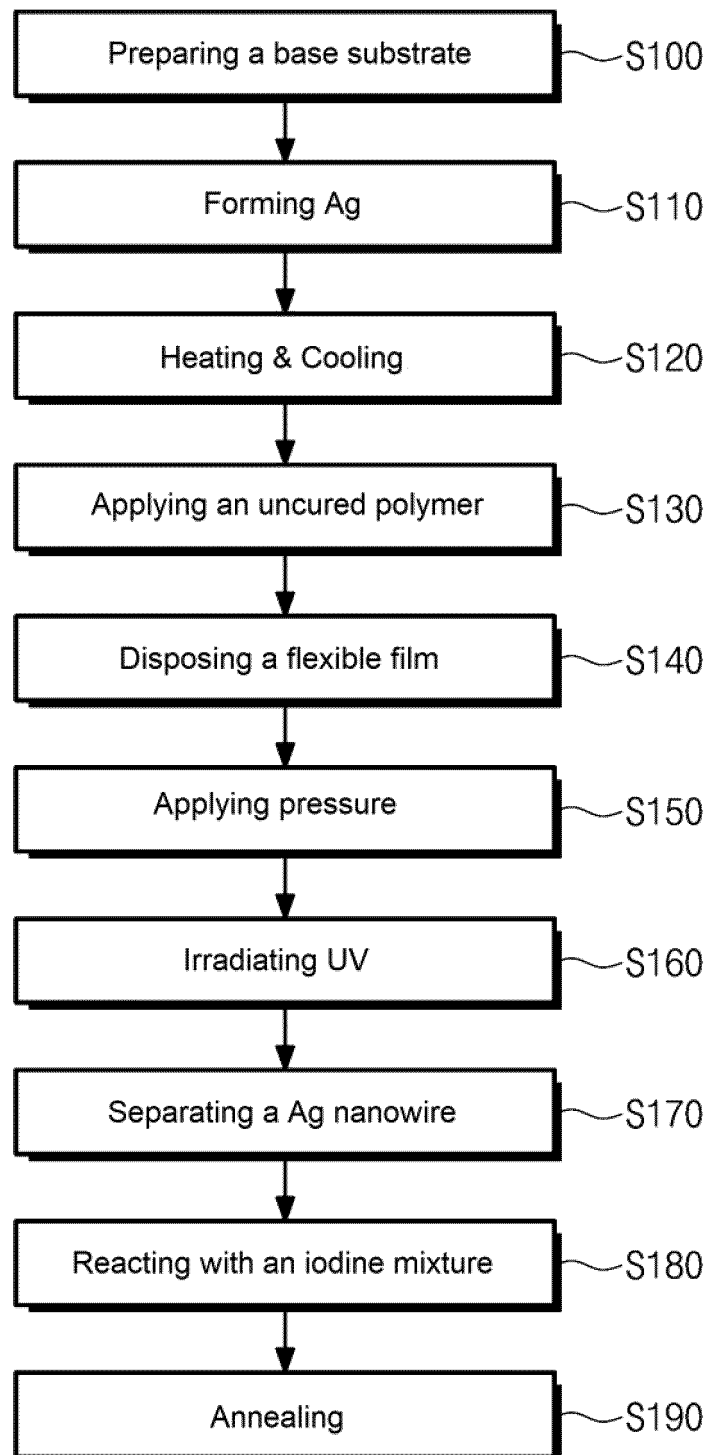 Preparing a base substrate S100
Forming Ag S110
Heating & Cooling S120
Applying an uncured polymer S130
Disposing a flexible film S140
Applying pressure S150
Irradiating UV S160
Separating a Ag nanowire S170
Reacting with an iodine mixture S180
Annealing S190